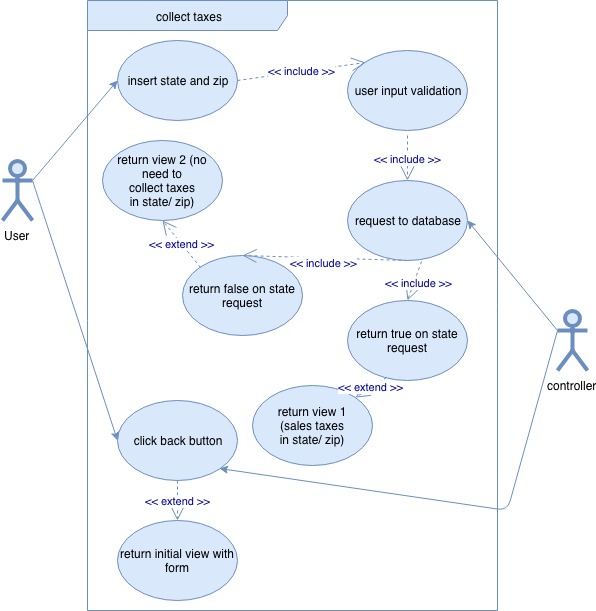 collect taxes
insert state and zip
<< include >>
user input validation
<< include >>
return view 2 (no
need to
collect taxes
in state/ zip)
User
request to database
<< extend >>
<< include >>
return false on state
request
<< include >>
return true on state
request
controller
<< extend >>
return view 1
(sales taxes
in state/ zip)
click back button
<< extend >>
return initial view with
form